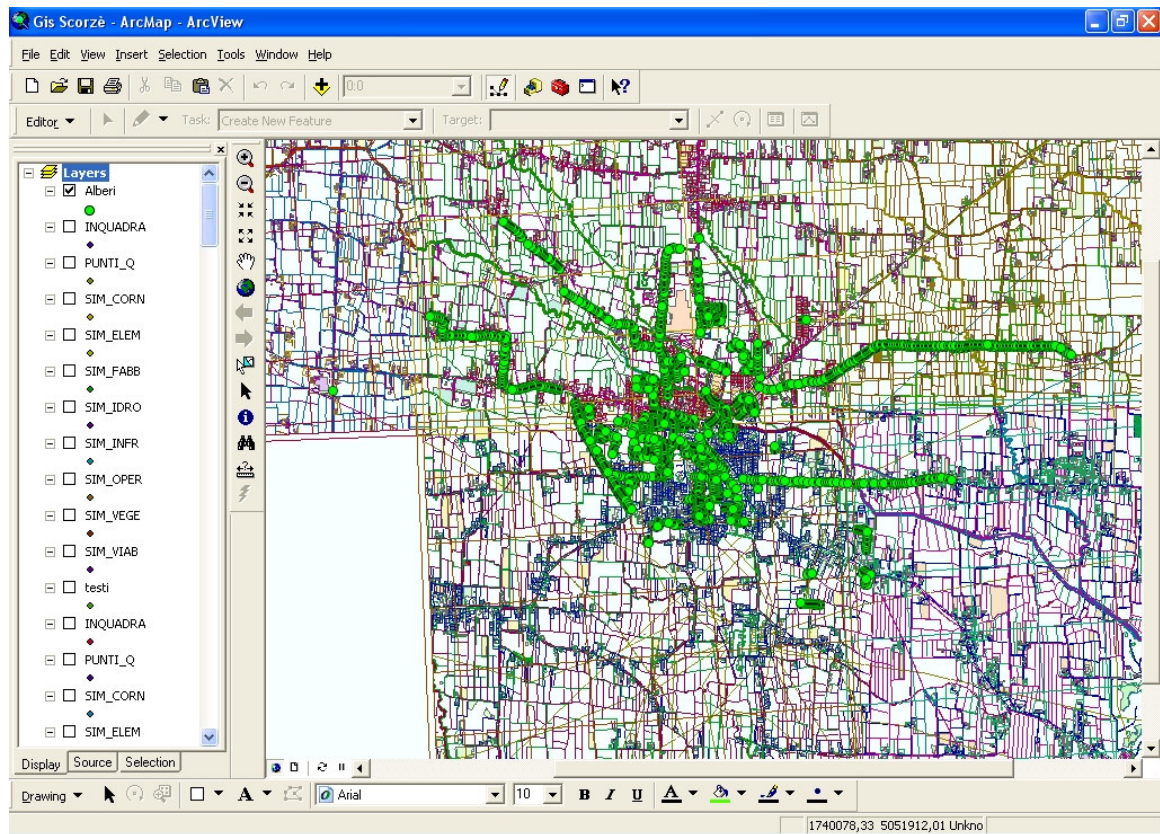 Gis Scorzè - ArcMap - ArcView
File Edit View Insert Selection Tools Window Help
0:0
Editor Task: Create New Feature Target:
Layers
Alberi
INQUADRA
PUNTI_Q
SIM_CORN
SIM_ELEM
SIM_FABB
SIM_IDRO
SIM_INFR
SIM_OPER
SIM_VEGE
SIM_VIAB
testi
INQUADRA
PUNTI_Q
SIM_CORN
SIM_ELEM
Display Source Selection
Drawing A Arial 10 B I U A
1740078,33 5051912,01 Unkno